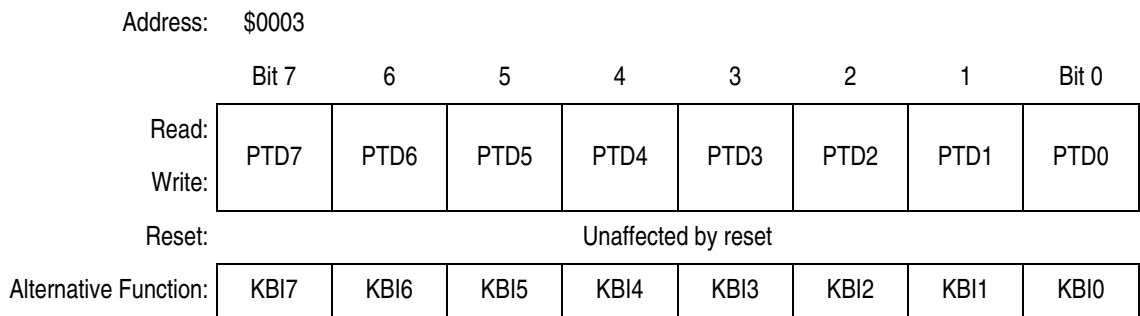 Address: $0003
Bit 7 6 5 4 3 2 1 Bit 0
Read:
PTD7 PTD6 PTD5 PTD4 PTD3 PTD2 PTD1 PTD0
Write:
Reset: Unaffected by reset
Alternative Function: KBI7 KBI6 KBI5 KBI4 KBI3 KBI2 KBI1 KBI0